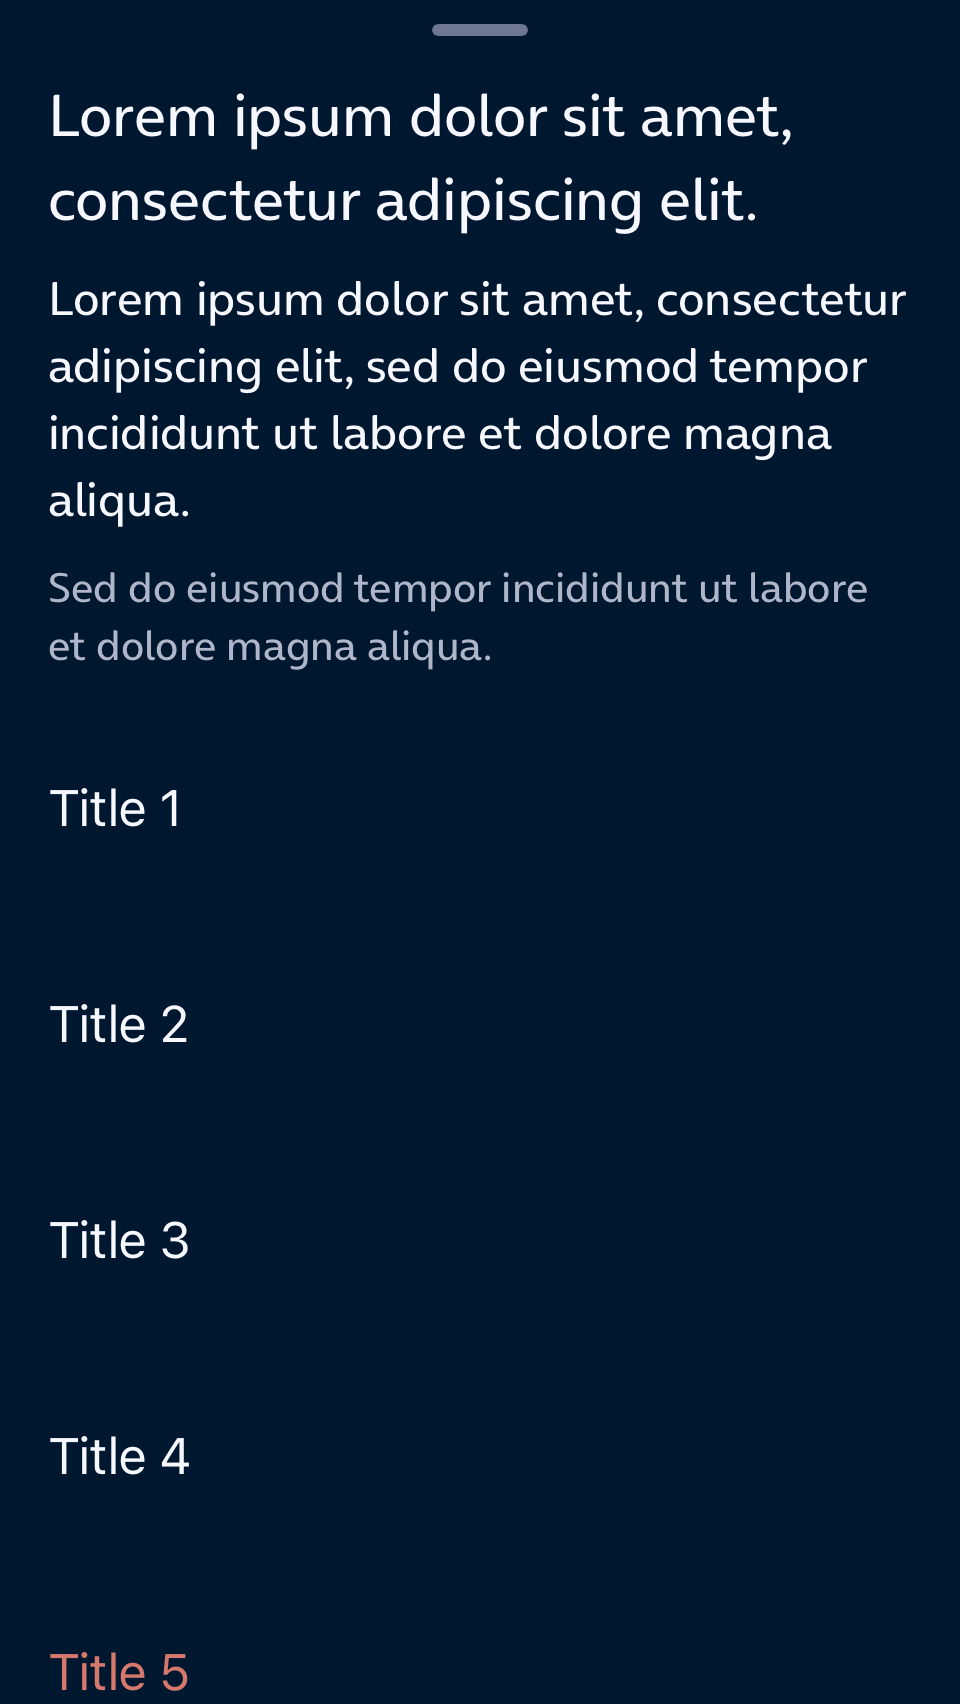 Lorem ipsum dolor sit amet,
consectetur adipiscing elit.
Lorem ipsum dolor sit amet, consectetur
adipiscing elit, sed do eiusmod tempor
incididunt ut labore et dolore magna
aliqua.
Sed do eiusmod tempor incididunt ut labore
et dolore magna aliqua.
Title 1
Title 2
Title 3
Title 4
Title 5